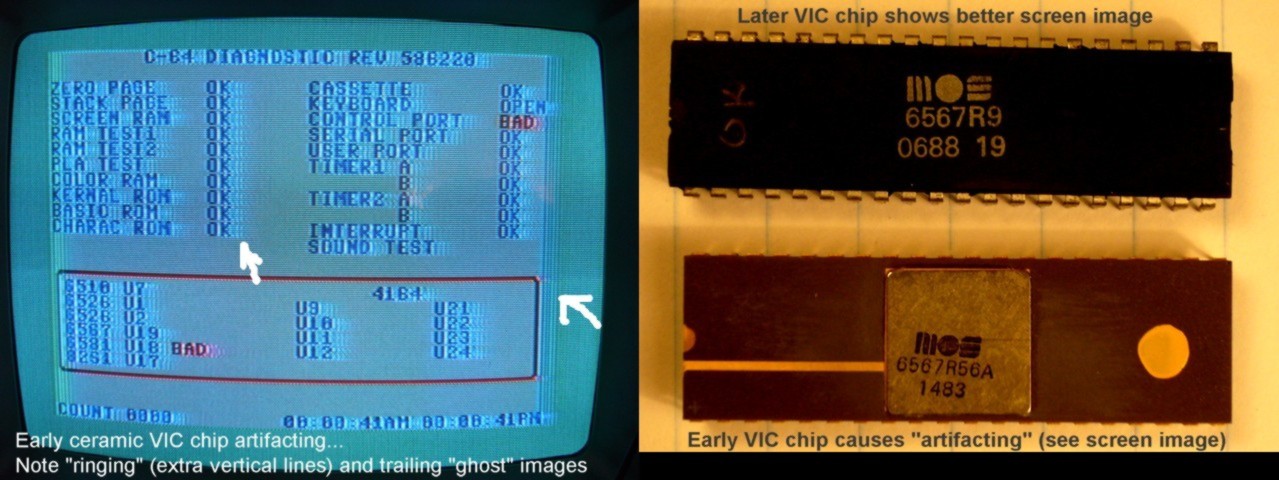 C-64 DIAGNOSTIC REV 586220
ZERO PAGE OK
STACK PAGE OK
SCREEN RAM OK
RAM TEST1 OK
RAM TEST2 OK
PLA TEST OK
COLOR RAM OK
KERNAL ROM OK
BASIC ROM OK
CHARAC ROM OK
CASSETTE OK
KEYBOARD OPEN
CONTROL PORT BAD
SERIAL PORT OK
USER PORT OK
TIMER1 A OK
B OK
TIMER2 A OK
B OK
INTERRUPT OK
SOUND TEST
6510 U7
6526 U1
6526 U2
6567 U19
6581 U18 BAD
8251 U17
4164
U9 U21
U10 U22
U11 U23
U12 U24
COUNT 0000 00:00:41AM 00:00:41PM
Early ceramic VIC chip artifacting...
Note "ringing" (extra vertical lines) and trailing "ghost" images
Later VIC chip shows better screen image
OK
mos
6567R9
0688 19
mos
6567R56A
1483
Early VIC chip causes "artifacting" (see screen image)